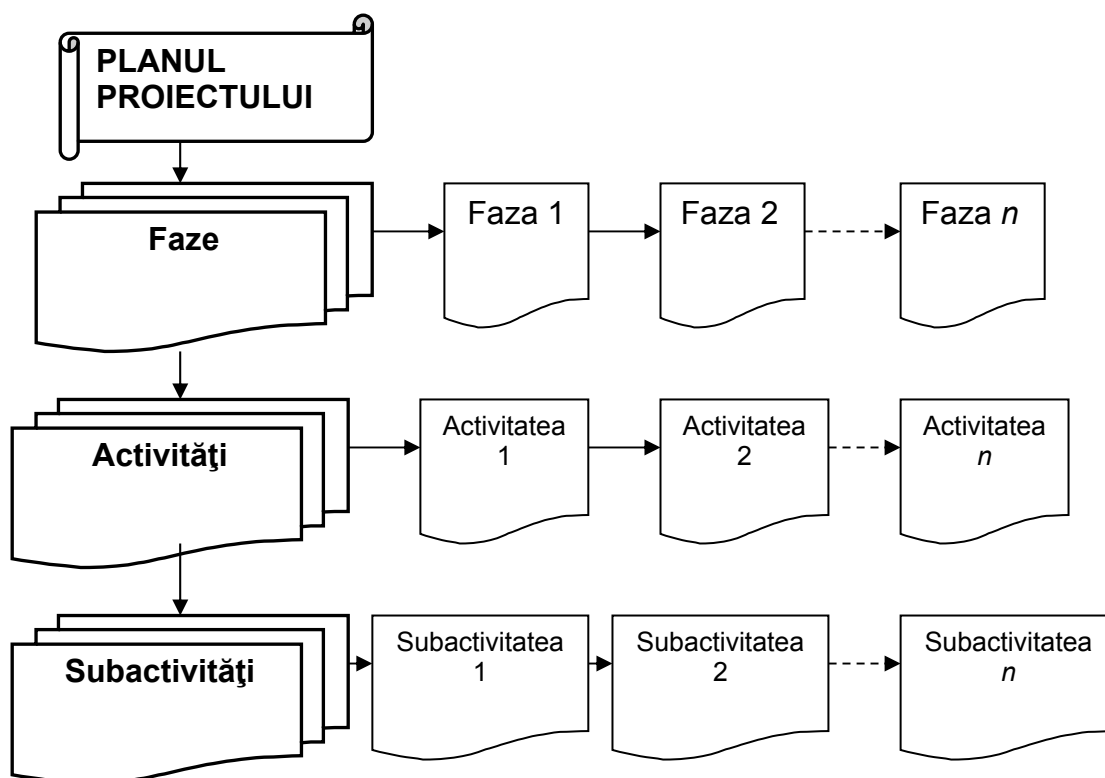 PLANUL
PROIECTULUI
Faze
Faza 1
Faza 2
Faza n
Activităţi
Activitatea
1
Activitatea
2
Activitatea
n
Subactivităţi
Subactivitatea
1
Subactivitatea
2
Subactivitatea
n